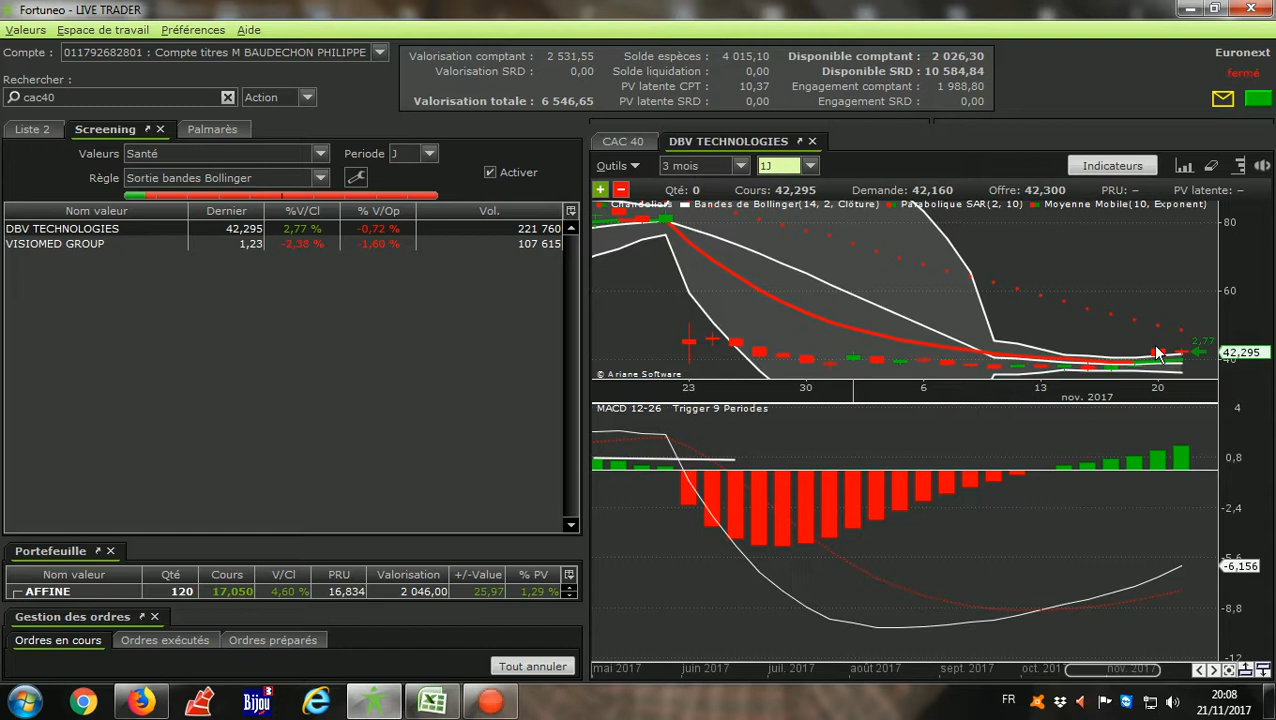 Fortuneo - LIVE TRADER
Valeurs Espace de travail Préférences Aide
Compte : 011792682801 : Compte titres M BAUDECHON PHILIPPE
Valorisation comptant : 2 531,55 Solde espèces : 4 015,10 Disponible comptant : 2 026,30
Valorisation SRD : 0,00 Solde liquidation : 0,00 Disponible SRD : 10 584,84
PV latente CPT : 10,37 Engagement comptant : 1 988,80
Valorisation totale : 6 546,65 PV latente SRD : 0,00 Engagement SRD : 0,00
Euronext
fermé
Rechercher :
cac40 Action
Liste 2 Screening Palmarès
Valeurs Santé Periode J
Règle Sortie bandes Bollinger Activer
Nom valeur Dernier %V/Cl % V/Op Vol.
DBV TECHNOLOGIES 42,295 2,77 % -0,72 % 221 760
VISIOMED GROUP 1,23 -2,38 % -1,60 % 107 615
Portefeuille
Nom valeur Qté Cours V/Cl PRU Valorisation +/-Value % PV
AFFINE 120 17,050 4,60 % 16,834 2 046,00 25,97 1,29 %
Gestion des ordres
Ordres en cours Ordres exécutés Ordres préparés
Tout annuler
CAC 40 DBV TECHNOLOGIES
Outils 3 mois 1J Indicateurs
Qté: 0 Cours: 42,295 Demande: 42,160 Offre: 42,300 PRU: – PV latente: –
Chandeliers Bandes de Bollinger(14, 2, Clôture) Parabolique SAR(2, 10) Moyenne Mobile(10, Exponent)
80
60
2,77
42,295
40
© Ariane Software
23 30 6 13 20
nov. 2017
MACD 12-26 Trigger 9 Periodes
4
0,8
-2,4
-5,6
-6,156
-8,8
-12
mai 2017 juin 2017 juil. 2017 août 2017 sept. 2017 oct. 201 nov. 2017
Bijou 3
FR
20:08
21/11/2017